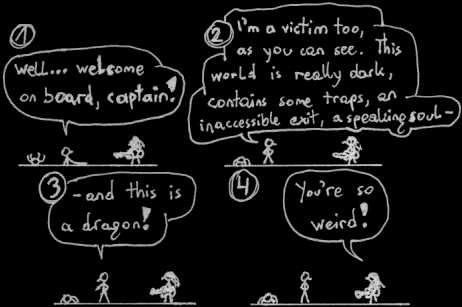 1
Well... welcome
on board, captain!
2
I'm a victim too,
as you can see. This
world is really dark,
contains some traps, an
inaccessible exit, a speaking soul-
3
- and this is
a dragon!
4
You're so
weird!